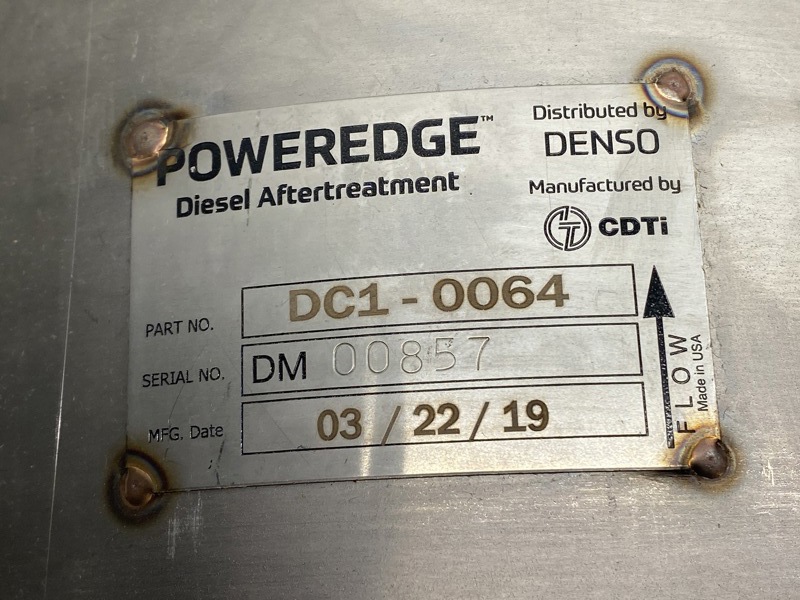 POWEREDGE™
Diesel Aftertreatment
Distributed by
DENSO
Manufactured by
CDTi
PART NO. DC1 - 0064
SERIAL NO. DM 00857
MFG. Date 03 / 22 / 19
FLOW
Made in USA